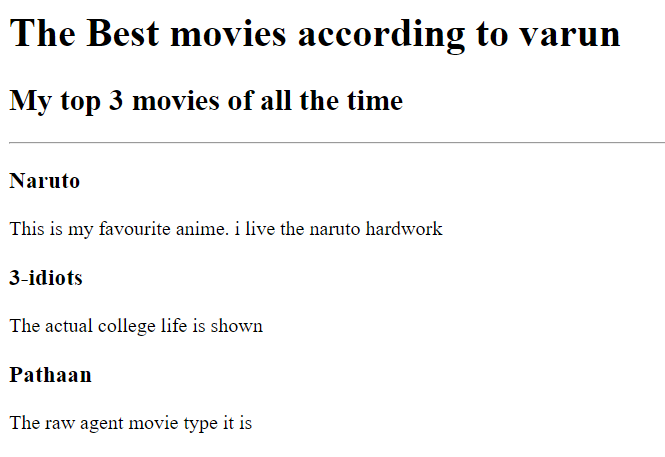 The Best movies according to varun
My top 3 movies of all the time
Naruto
This is my favourite anime. i live the naruto hardwork
3-idiots
The actual college life is shown
Pathaan
The raw agent movie type it is